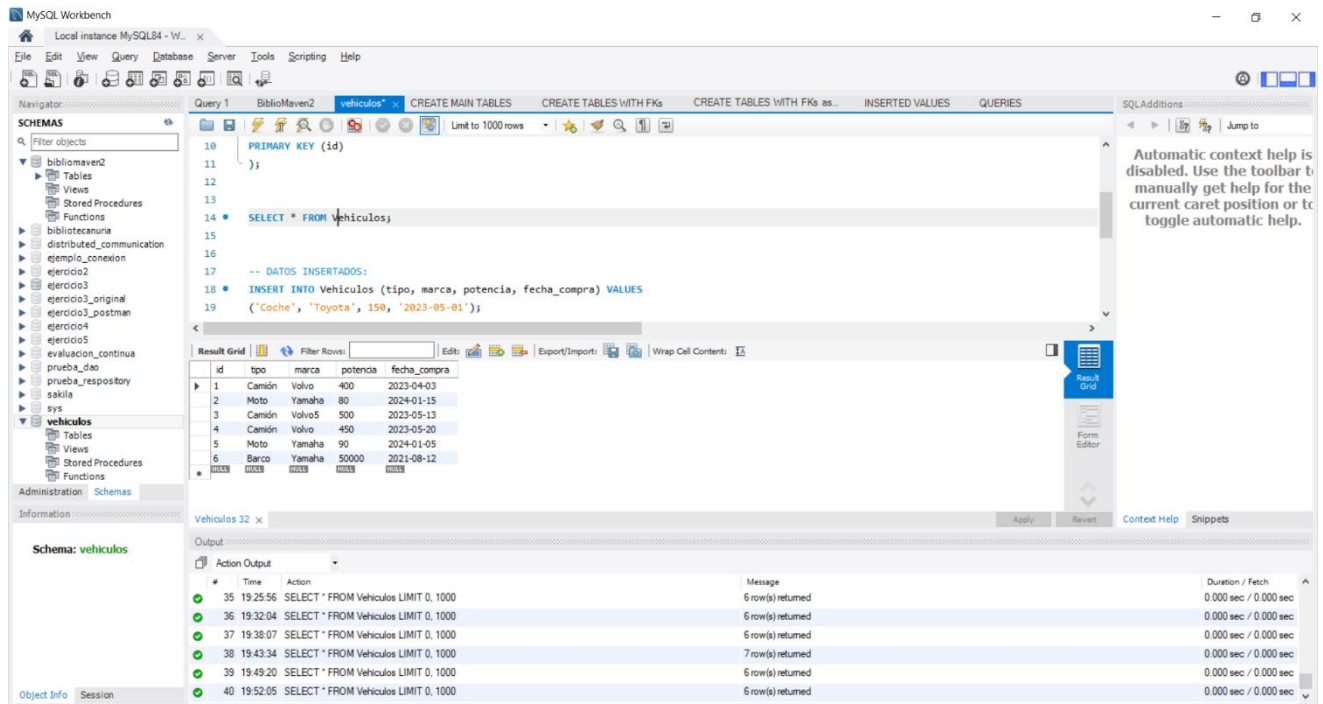 MySQL Workbench
Local instance MySQL84 - W...
File Edit View Query Database Server Tools Scripting Help
Navigator
SCHEMAS
Filter objects
bibliomaven2
Tables
Views
Stored Procedures
Functions
bibliotecanuria
distributed_communication
ejemplo_conexion
ejercicio2
ejercicio3
ejercicio3_original
ejercicio3_postman
ejercicio4
ejercicio5
evaluacion_continua
prueba_dao
prueba_respository
sakila
sys
vehiculos
Tables
Views
Stored Procedures
Functions
Administration Schemas
Information
Schema: vehiculos
Object Info Session
Query 1 BiblioMaven2 vehiculos* CREATE MAIN TABLES CREATE TABLES WITH FKs CREATE TABLES WITH FKs as... INSERTED VALUES QUERIES
Limit to 1000 rows
10 PRIMARY KEY (id)
11 );
12
13
14 SELECT * FROM Vehiculos;
15
16
17 -- DATOS INSERTADOS:
18 INSERT INTO Vehiculos (tipo, marca, potencia, fecha_compra) VALUES
19 ('Coche', 'Toyota', 150, '2023-05-01');
Result Grid Filter Rows: Edit: Export/Import: Wrap Cell Content:
id tipo marca potencia fecha_compra
1 Camión Volvo 400 2023-04-03
2 Moto Yamaha 80 2024-01-15
3 Camión Volvo5 500 2023-05-13
4 Camión Volvo 450 2023-05-20
5 Moto Yamaha 90 2024-01-05
6 Barco Yamaha 50000 2021-08-12
NULL NULL NULL NULL NULL
Result Grid
Form Editor
Vehiculos 32 Apply Revert
Output
Action Output
# Time Action Message Duration / Fetch
35 19:25:56 SELECT * FROM Vehiculos LIMIT 0, 1000 6 row(s) returned 0.000 sec / 0.000 sec
36 19:32:04 SELECT * FROM Vehiculos LIMIT 0, 1000 6 row(s) returned 0.000 sec / 0.000 sec
37 19:38:07 SELECT * FROM Vehiculos LIMIT 0, 1000 6 row(s) returned 0.000 sec / 0.000 sec
38 19:43:34 SELECT * FROM Vehiculos LIMIT 0, 1000 7 row(s) returned 0.000 sec / 0.000 sec
39 19:49:20 SELECT * FROM Vehiculos LIMIT 0, 1000 6 row(s) returned 0.000 sec / 0.000 sec
40 19:52:05 SELECT * FROM Vehiculos LIMIT 0, 1000 6 row(s) returned 0.000 sec / 0.000 sec
SQLAdditions
Jump to
Automatic context help is
disabled. Use the toolbar t
manually get help for the
current caret position or to
toggle automatic help.
Context Help Snippets